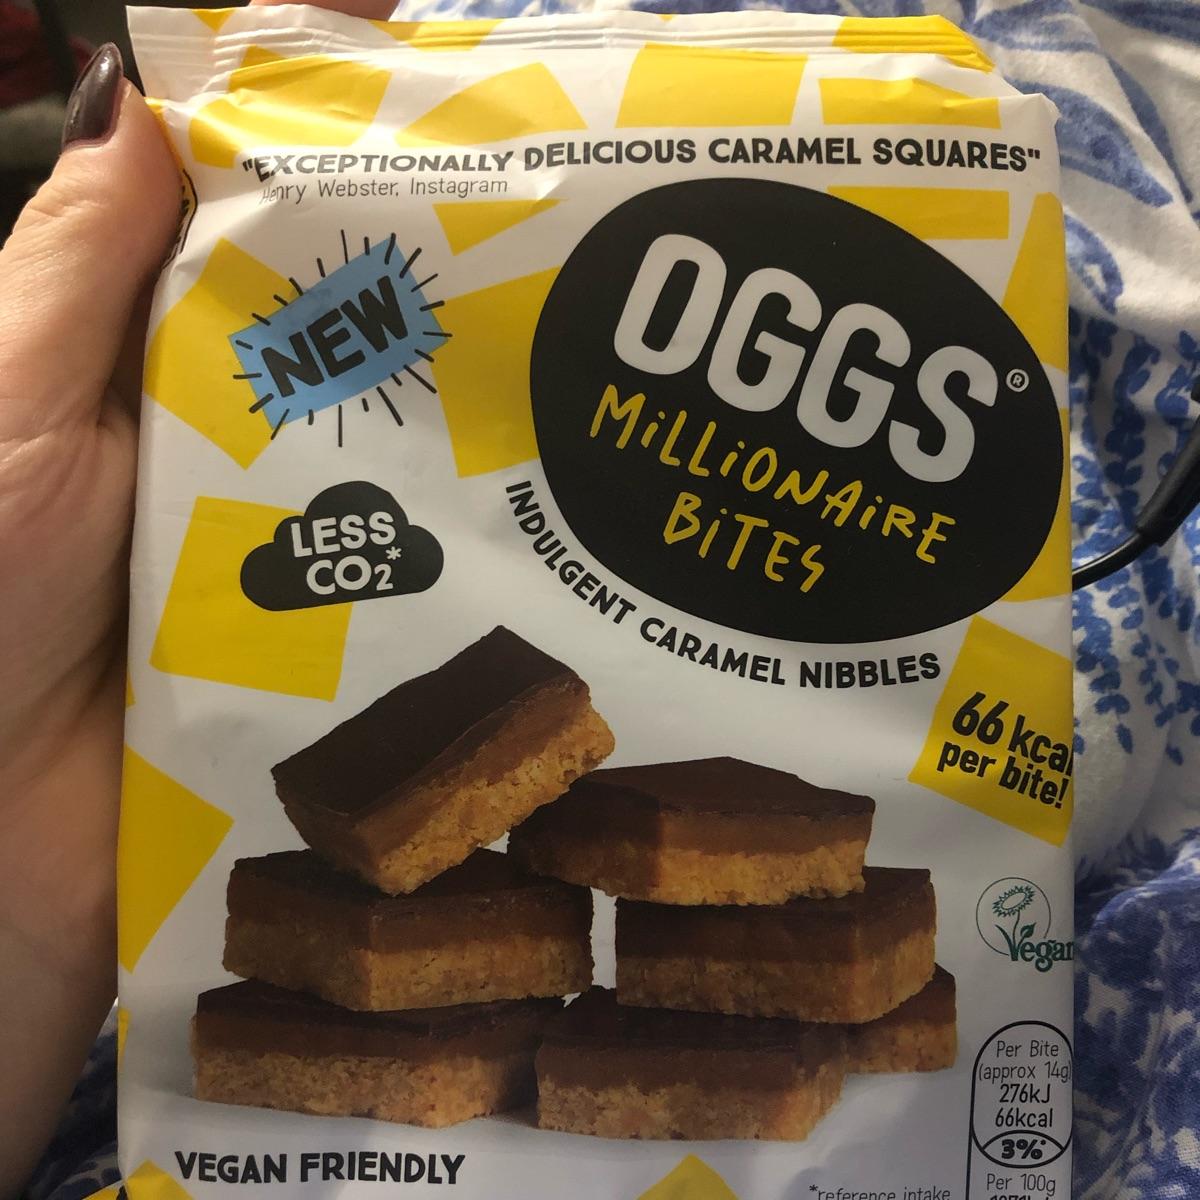 "EXCEPTIONALLY DELICIOUS CARAMEL SQUARES"
Henry Webster, Instagram
NEW
OGGS®
MiLLiONAiRE
BiTES
INDULGENT CARAMEL NIBBLES
LESS
CO2*
66 kcal
per bite!
Vegan
Per Bite
(approx 14g)
276kJ
66kcal
3%*
Per 100g
VEGAN FRIENDLY
*reference intake